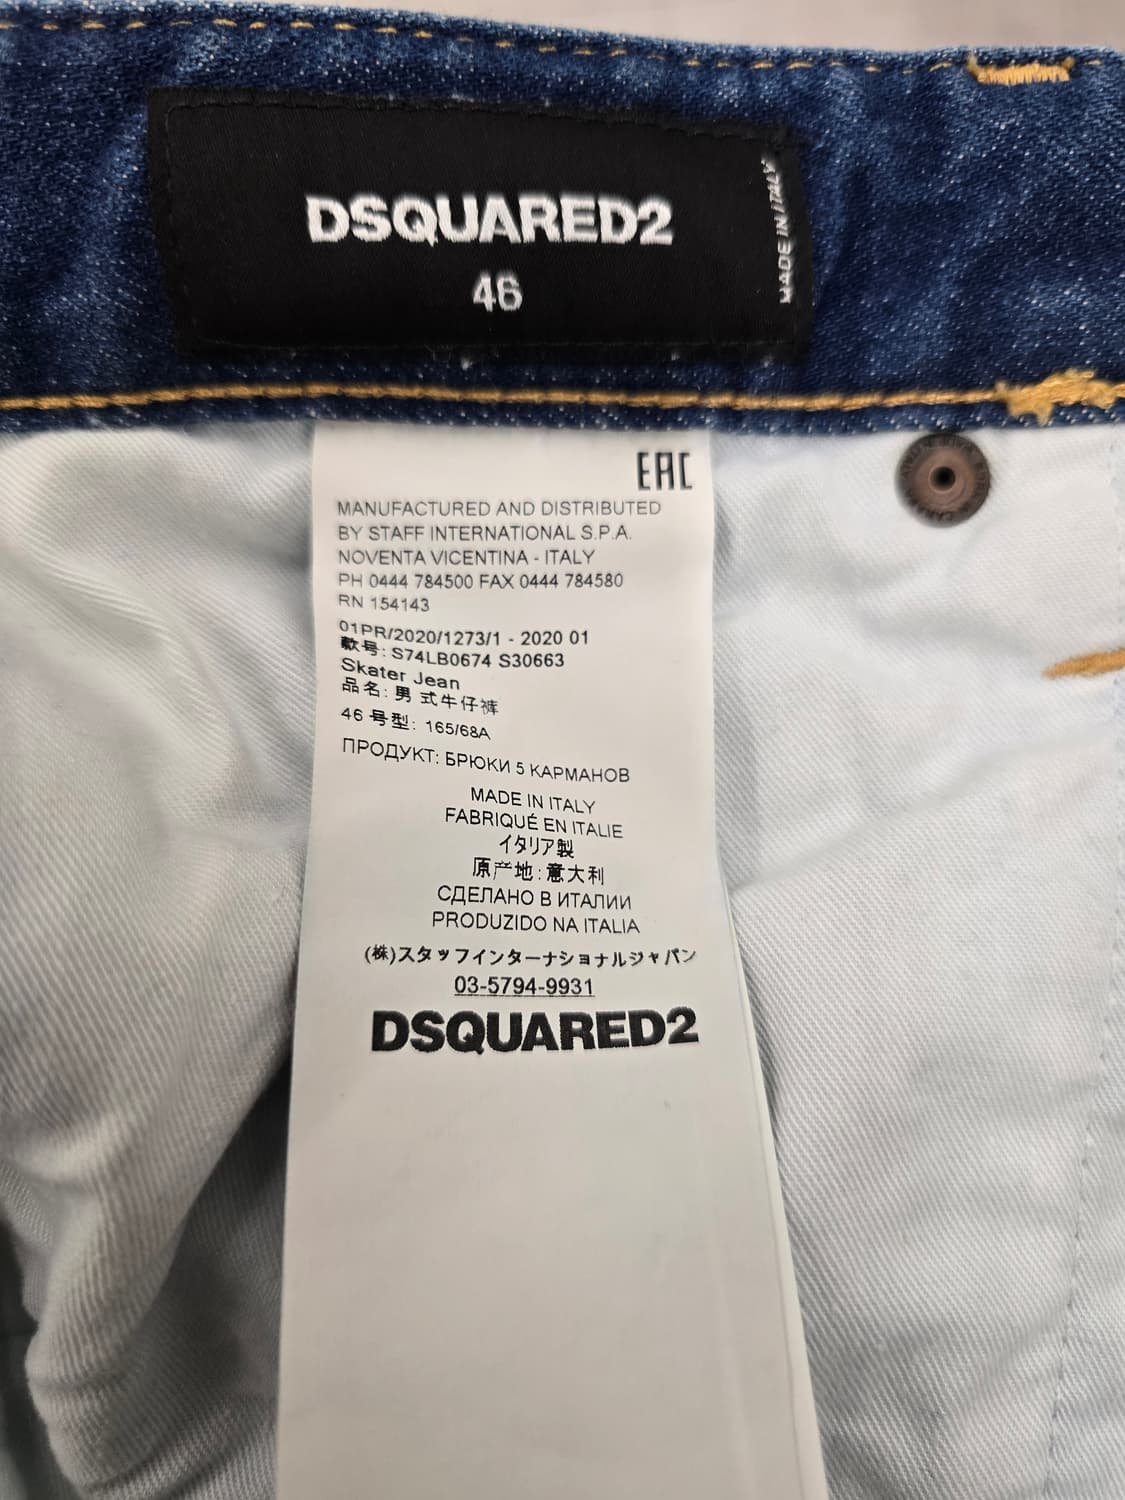 DSQUARED2
46
MADE IN ITALY
EAC
MANUFACTURED AND DISTRIBUTED
BY STAFF INTERNATIONAL S.P.A.
NOVENTA VICENTINA - ITALY
PH 0444 784500 FAX 0444 784580
RN 154143
01PR/2020/1273/1 - 2020 01
款号: S74LB0674 S30663
Skater Jean
品名: 男 式牛仔裤
46 号型: 165/68A
ПРОДУКТ: БРЮКИ 5 КАРМАНОВ
MADE IN ITALY
FABRIQUÉ EN ITALIE
イタリア製
原产地:意大利
СДЕЛАНО В ИТАЛИИ
PRODUZIDO NA ITALIA
(株)スタッフインターナショナルジャパン
03-5794-9931
DSQUARED2